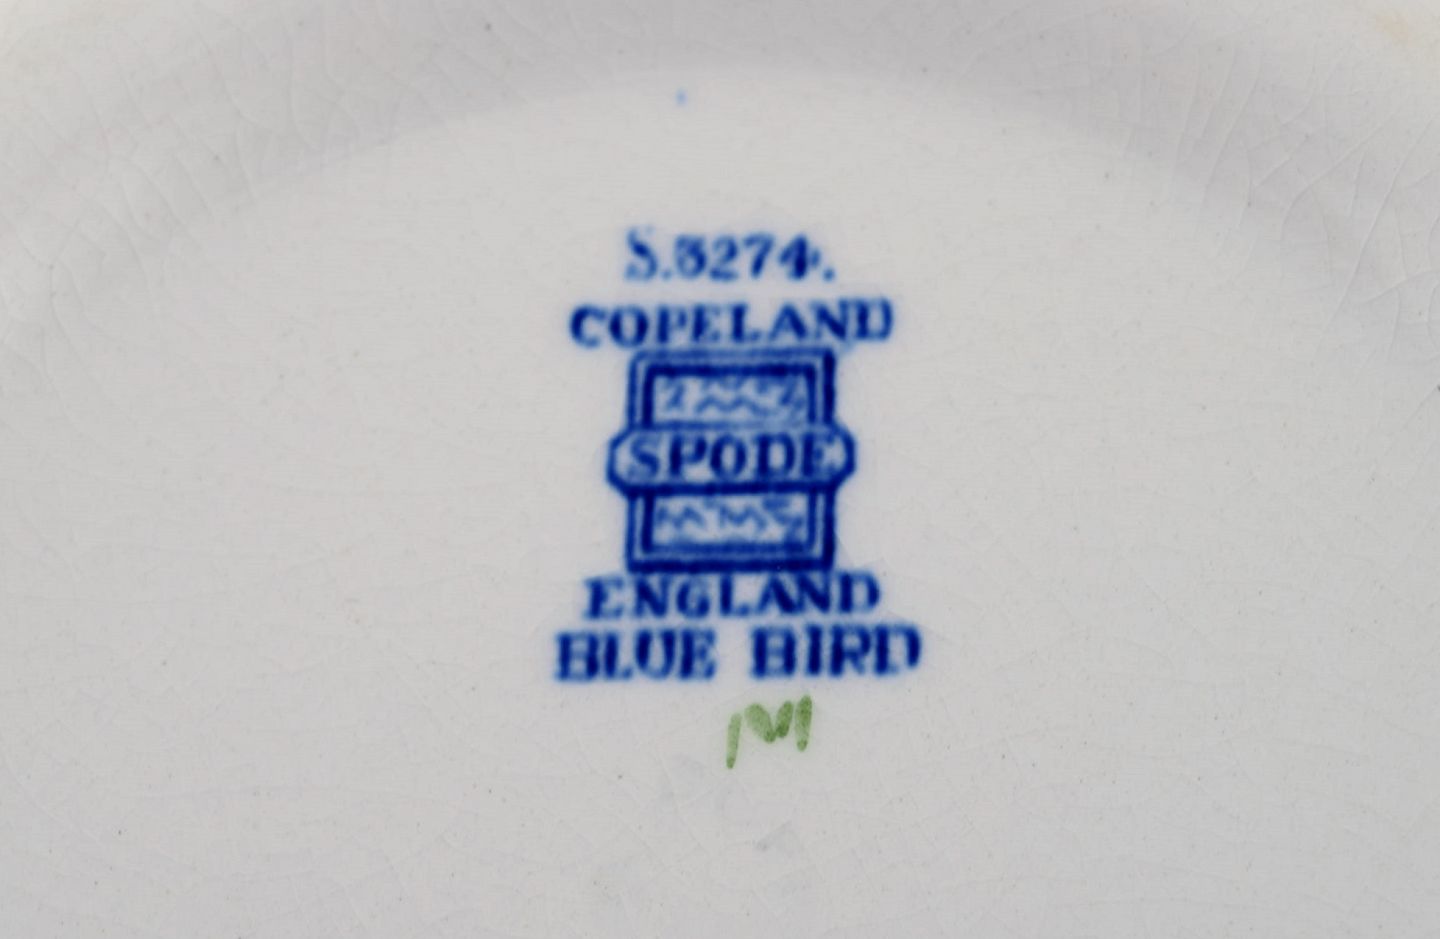 S.3274.
COPELAND
SPODE
ENGLAND
BLUE BIRD
M